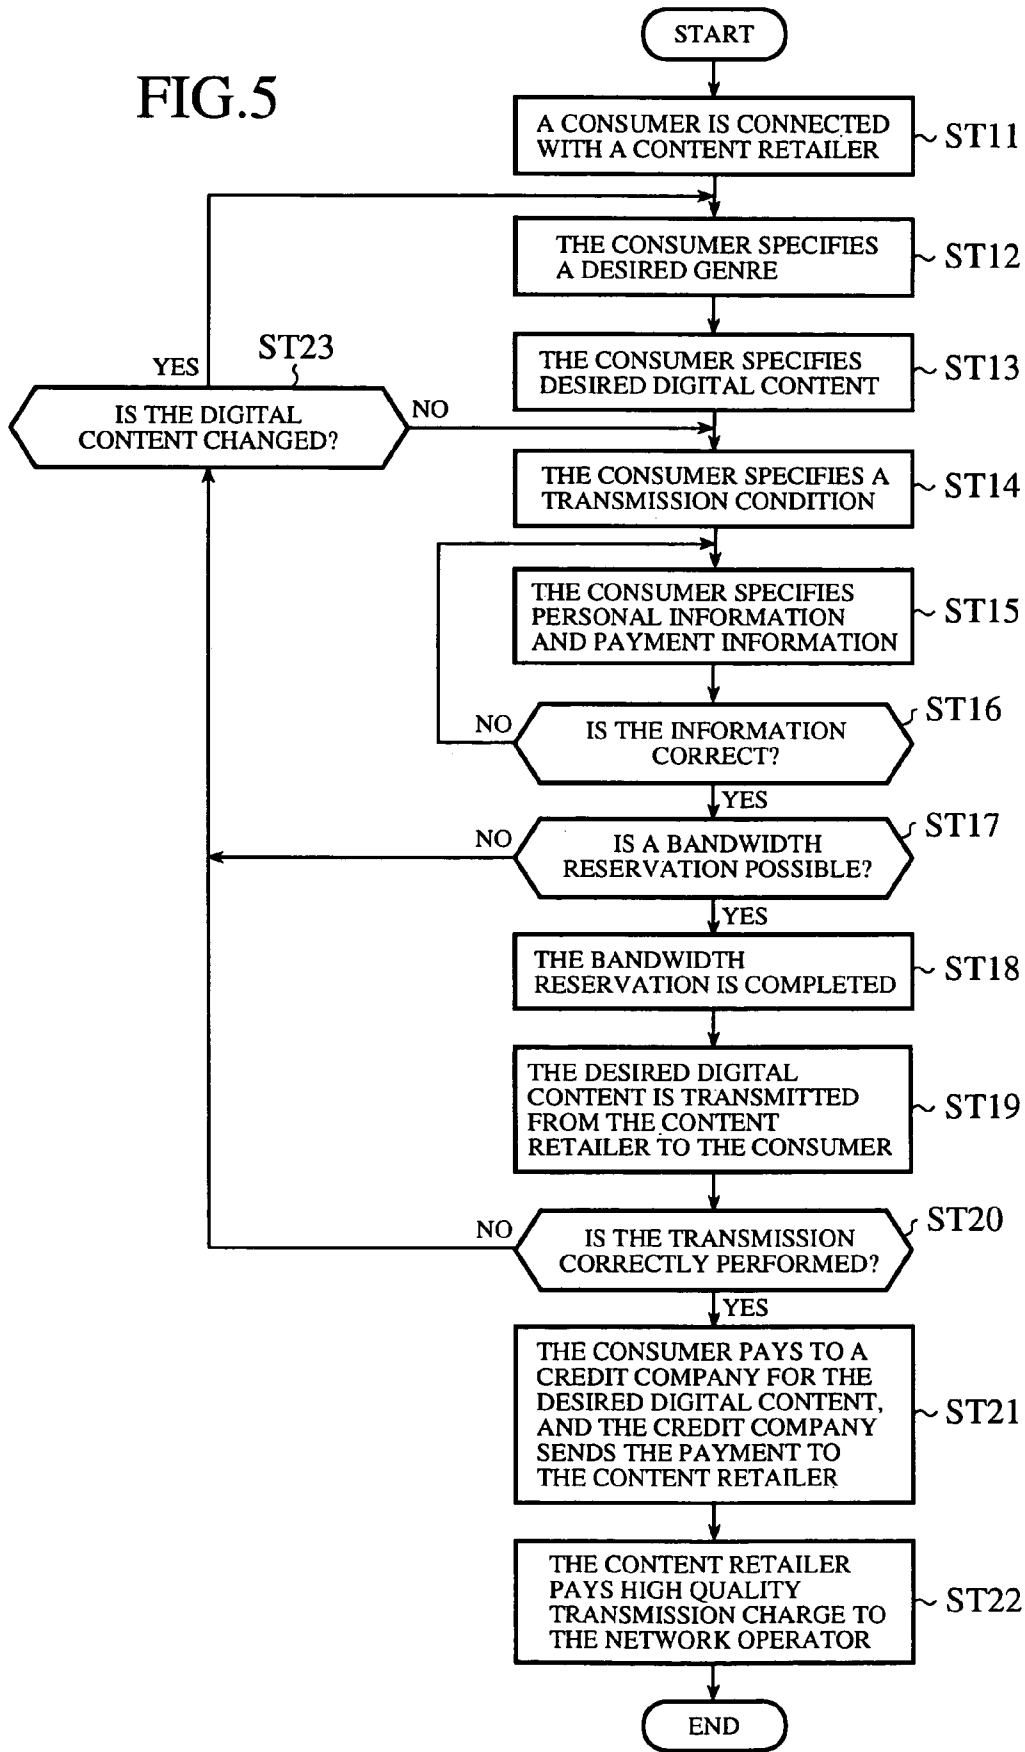 START
FIG.5
A CONSUMER IS CONNECTED
WITH A CONTENT RETAILER
ST11
THE CONSUMER SPECIFIES
A DESIRED GENRE
ST12
THE CONSUMER SPECIFIES
DESIRED DIGITAL CONTENT
ST13
YES
ST23
IS THE DIGITAL
CONTENT CHANGED?
NO
THE CONSUMER SPECIFIES A
TRANSMISSION CONDITION
ST14
THE CONSUMER SPECIFIES
PERSONAL INFORMATION
AND PAYMENT INFORMATION
ST15
NO
IS THE INFORMATION
CORRECT?
ST16
YES
NO
IS A BANDWIDTH
RESERVATION POSSIBLE?
ST17
YES
THE BANDWIDTH
RESERVATION IS COMPLETED
ST18
THE DESIRED DIGITAL
CONTENT IS TRANSMITTED
FROM THE CONTENT
RETAILER TO THE CONSUMER
ST19
NO
IS THE TRANSMISSION
CORRECTLY PERFORMED?
ST20
YES
THE CONSUMER PAYS TO A
CREDIT COMPANY FOR THE
DESIRED DIGITAL CONTENT,
AND THE CREDIT COMPANY
SENDS THE PAYMENT TO
THE CONTENT RETAILER
ST21
THE CONTENT RETAILER
PAYS HIGH QUALITY
TRANSMISSION CHARGE TO
THE NETWORK OPERATOR
ST22
END